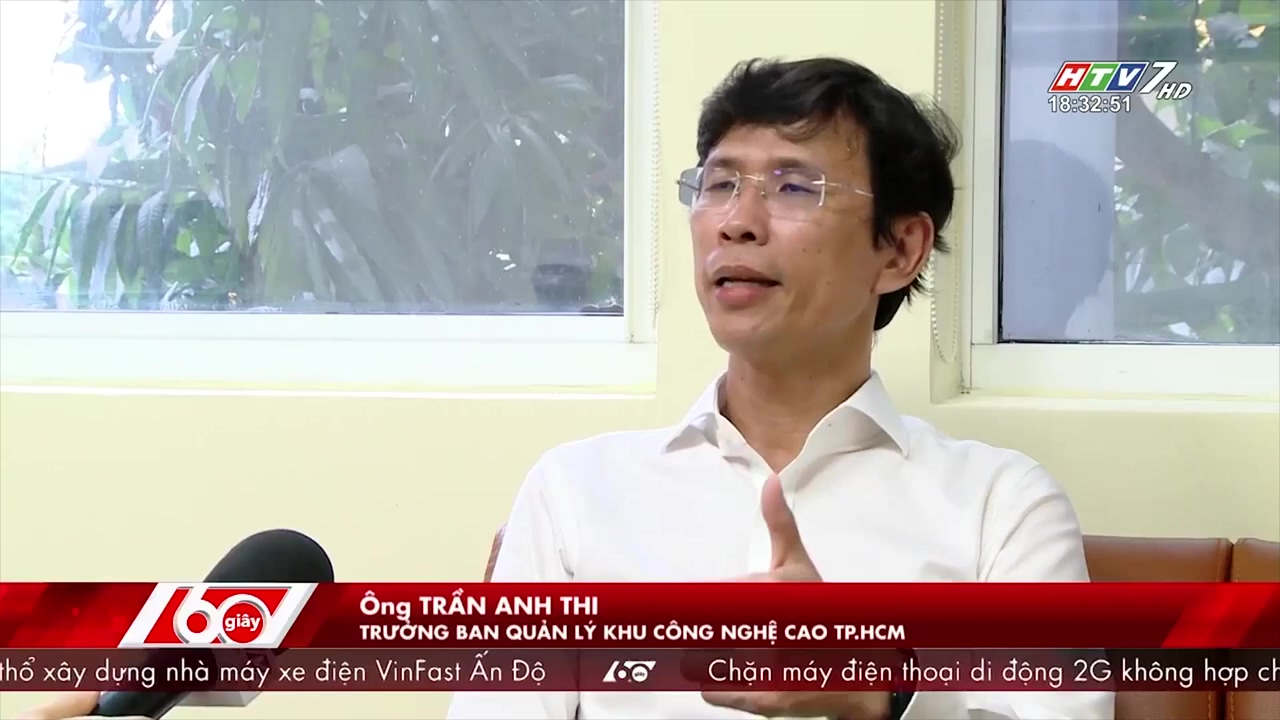 HTV7 HD
18:32:51
60 giây
Ông TRẦN ANH THI
TRƯỞNG BAN QUẢN LÝ KHU CÔNG NGHỆ CAO TP.HCM
thổ xây dựng nhà máy xe điện VinFast Ấn Độ 60 Chặn máy điện thoại di động 2G không hợp ch